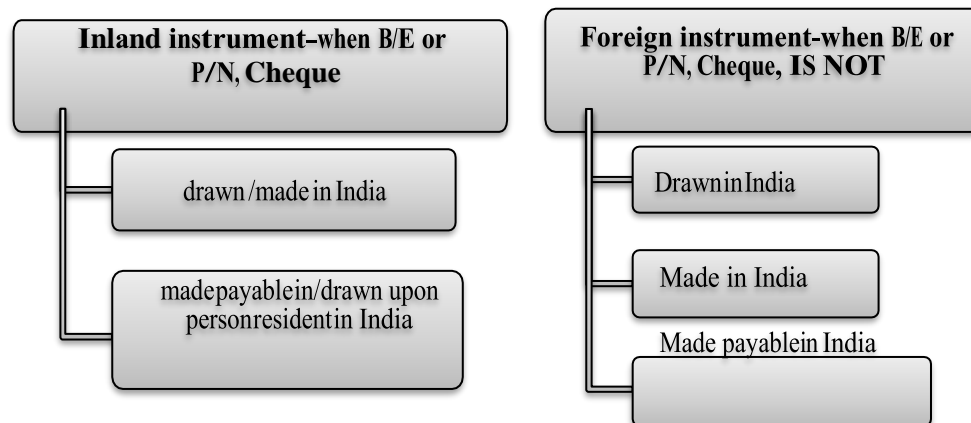 Inland instrument–when B/E or
P/N, Cheque
drawn /made in India
madepayablein/drawn upon
personresidentin India
Foreign instrument-when B/E or
P/N, Cheque, IS NOT
DrawninIndia
Made in India
Made payablein India